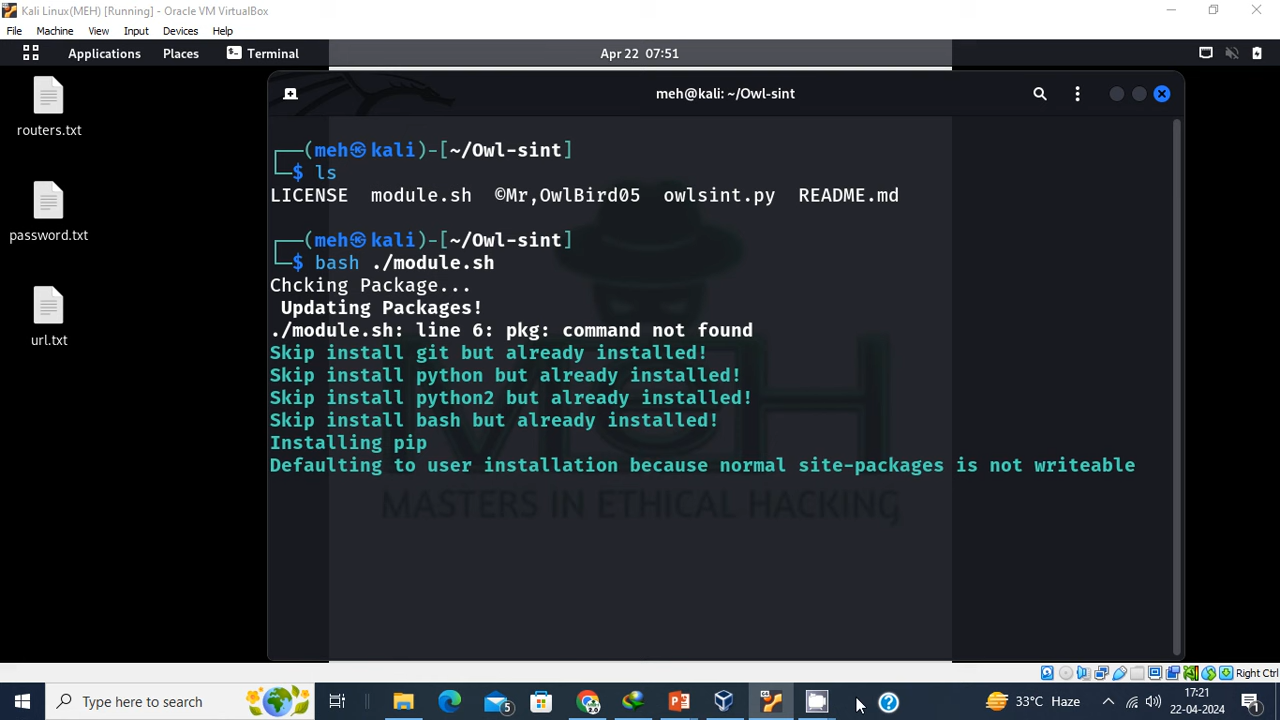 Kali Linux(MEH) [Running] - Oracle VM VirtualBox
File Machine View Input Devices Help
Applications Places Terminal Apr 22 07:51
routers.txt
password.txt
url.txt
meh@kali: ~/Owl-sint
┌──(meh㉿kali)-[~/Owl-sint]
└─$ ls
LICENSE module.sh ©Mr,OwlBird05 owlsint.py README.md
┌──(meh㉿kali)-[~/Owl-sint]
└─$ bash ./module.sh
Chcking Package...
Updating Packages!
./module.sh: line 6: pkg: command not found
Skip install git but already installed!
Skip install python but already installed!
Skip install python2 but already installed!
Skip install bash but already installed!
Installing pip
Defaulting to user installation because normal site-packages is not writeable
MEH
MASTERS IN ETHICAL HACKING
Right Ctrl
Type here to search
5
2.0
33°C Haze
17:21
22-04-2024
1